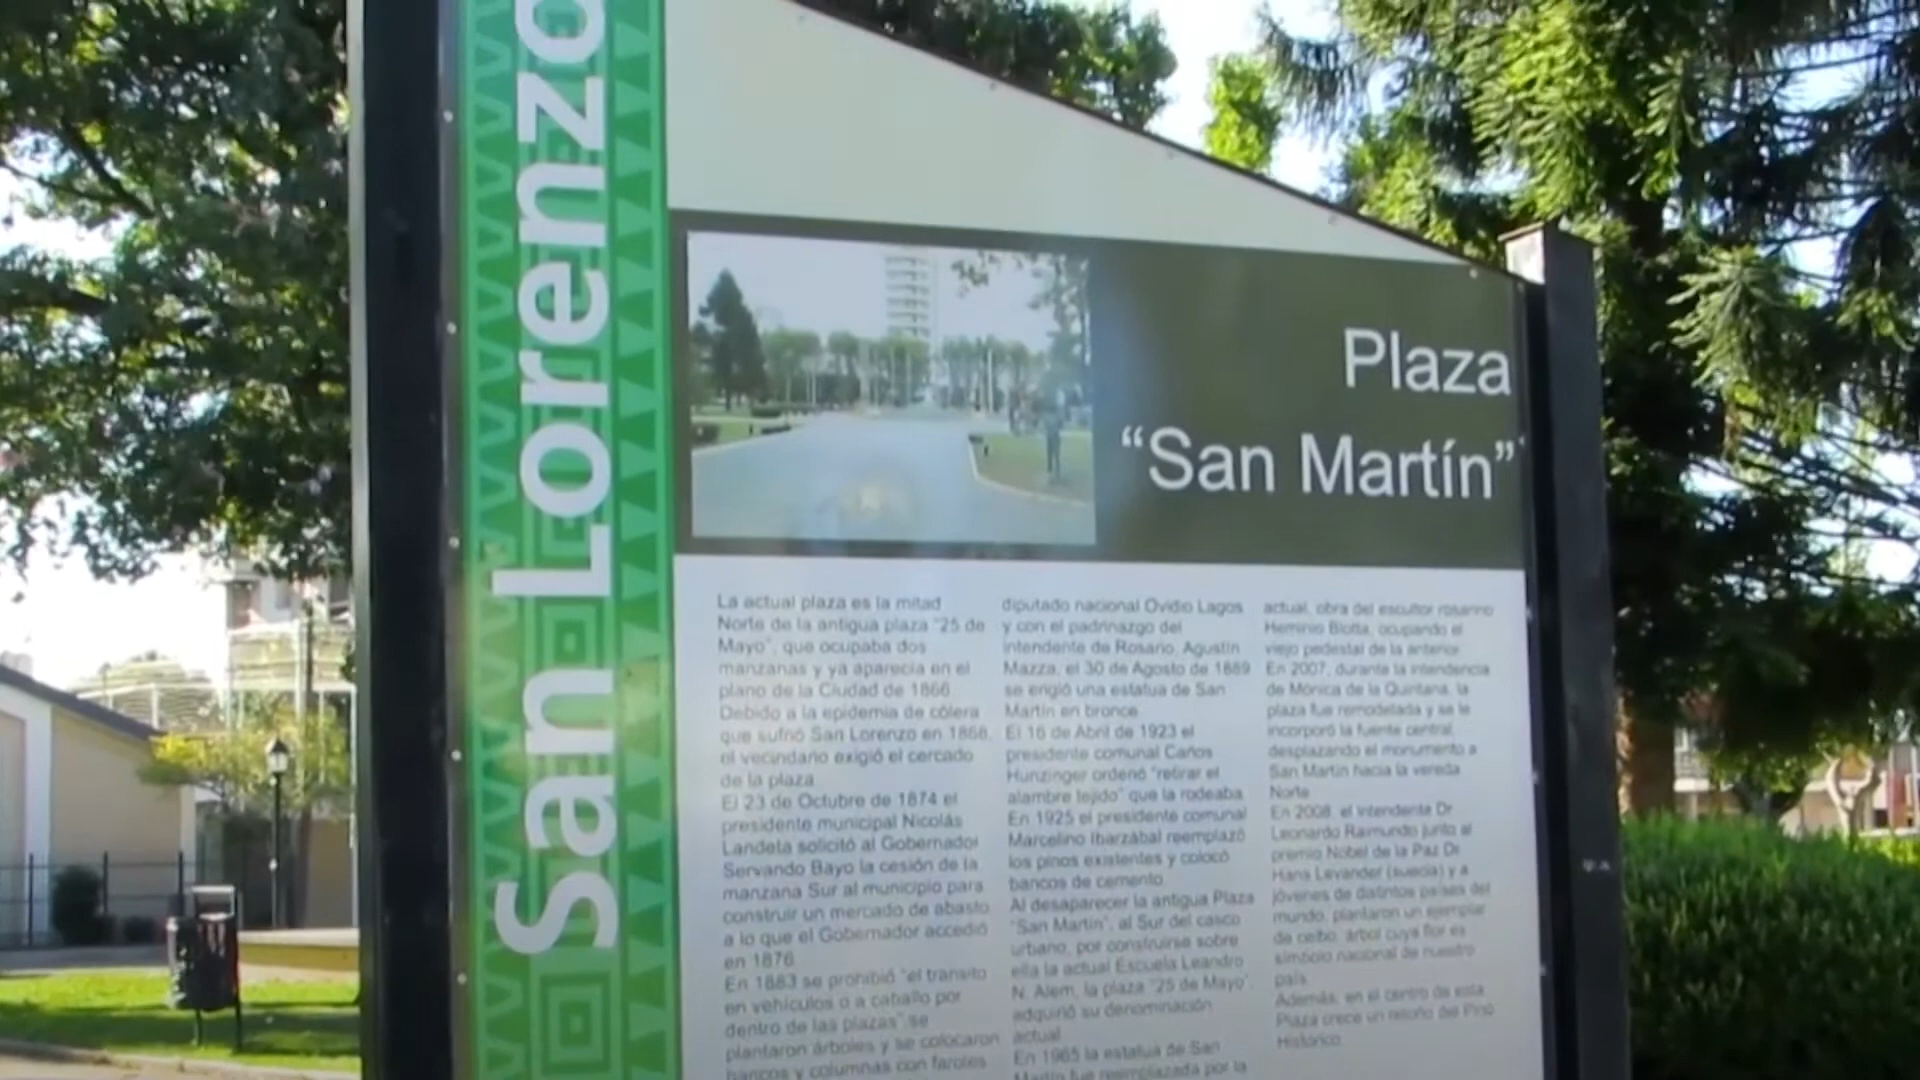 San Lorenzo
Plaza
“San Martín”
La actual plaza es la mitad
Norte de la antigua plaza “25 de
Mayo”, que ocupaba dos
manzanas y ya aparecía en el
plano de la Ciudad de 1866.
Debido a la epidemia de cólera
que sufrió San Lorenzo en 1868,
el vecindario exigió el cercado
de la plaza
El 23 de Octubre de 1874 el
presidente municipal Nicolás
Landeta solicitó al Gobernador
Servando Bayo la cesión de la
manzana Sur al municipio para
construir un mercado de abasto
a lo que el Gobernador accedió
en 1876
En 1883 se prohibió “el transito
en vehículos o a caballo por
dentro de las plazas” se
plantaron árboles y se colocaron
bancos y columnas con faroles
diputado nacional Ovidio Lagos
y con el padrinazgo del
intendente de Rosario, Agustín
Mazza, el 30 de Agosto de 1889
se erigió una estatua de San
Martín en bronce
El 16 de Abril de 1923 el
presidente comunal Carlos
Hunzinger ordenó “retirar el
alambre tejido” que la rodeaba
En 1925 el presidente comunal
Marcelino Ibarzábal reemplazó
los pinos existentes y colocó
bancos de cemento
Al desaparecer la antigua Plaza
“San Martín”, al Sur del casco
urbano, por construirse sobre
ella la actual Escuela Leandro
N. Alem, la plaza “25 de Mayo”,
adquirió su denominación
actual
En 1965 la estatua de San
Martín fue reemplazada por la
actual, obra del escultor rosarino
Herminio Blotta, ocupando el
viejo pedestal de la anterior
En 2007, durante la intendencia
de Mónica de la Quintana, la
plaza fue remodelada y se le
incorporó la fuente central,
desplazando el monumento a
San Martín hacia la vereda
Norte
En 2008, el intendente Dr
Leonardo Raimundo junto al
premio Nobel de la Paz Dr
Hans Levander (suecia) y a
jóvenes de distintos países del
mundo, plantaron un ejemplar
de ceibo, árbol cuya flor es
símbolo nacional de nuestro
país
Además, en el centro de esta
Plaza crece un retoño del Pino
Histórico